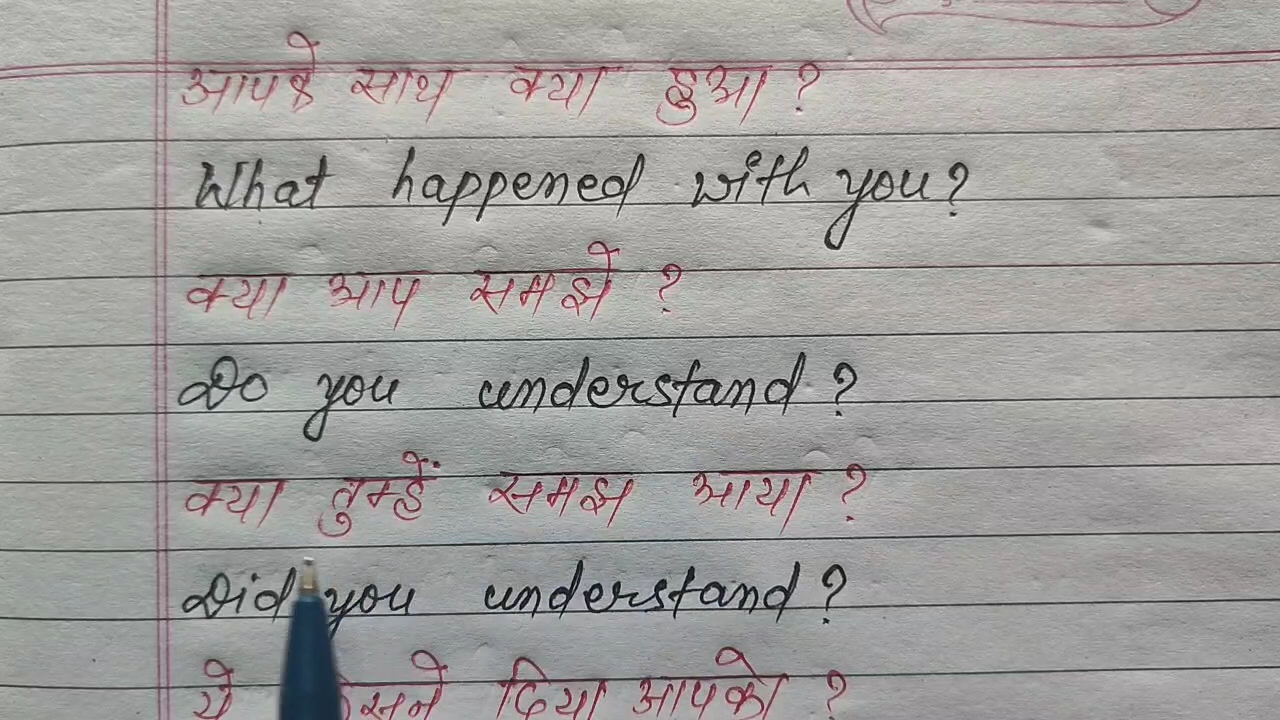 आपके साथ क्या हुआ ?
What happened with you?
क्या आप समझे ?
Do you understand ?
क्या तुम्हें समझ आया ?
Did you understand ?
ये दिया आपको ?